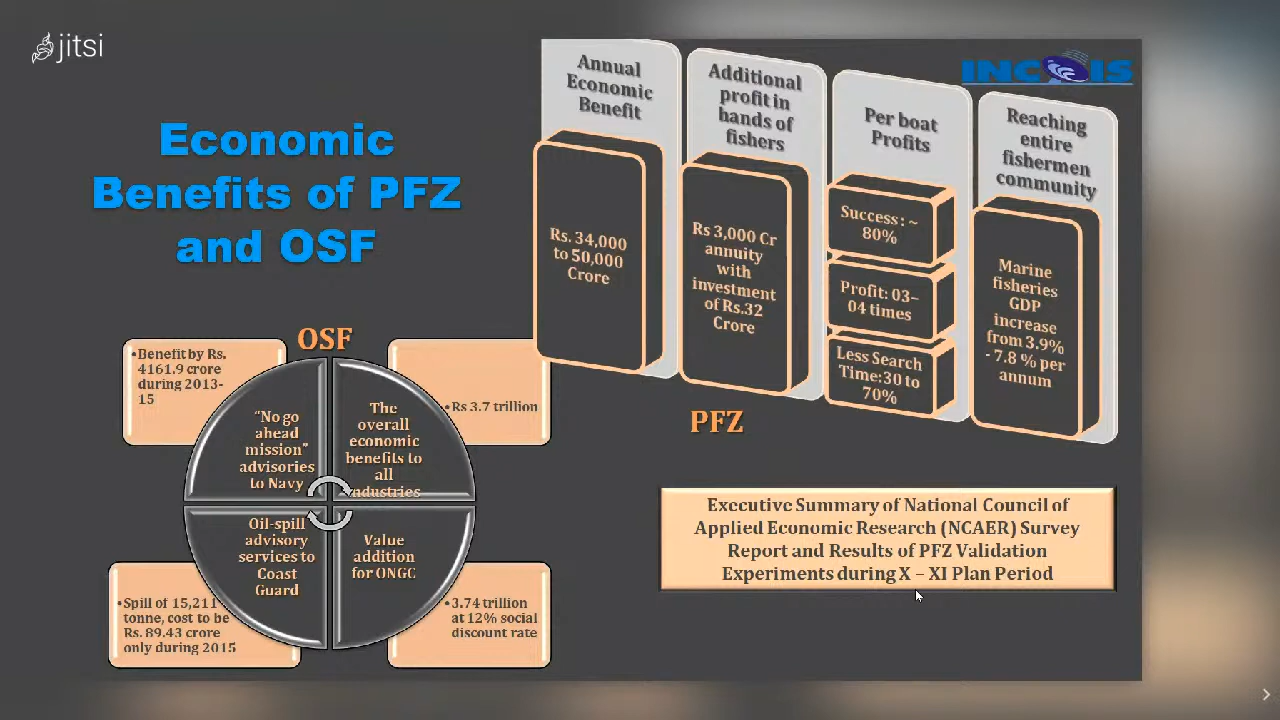 jitsi
Economic
Benefits of PFZ
and OSF
INCOIS
Annual
Economic
Benefit
Rs. 34,000
to 50,000
Crore
Additional
profit in
hands of
fishers
Rs 3,000 Cr
annuity
with
investment
of Rs.32
Crore
Per boat
Profits
Success : ~
80%
Profit: 03–
04 times
Less Search
Time:30 to
70%
Reaching
entire
fishermen
community
Marine
fisheries
GDP
increase
from 3.9%
- 7.8 % per
annum
PFZ
OSF
•Benefit by Rs.
4161.9 crore
during 2013-
15
"No go
ahead
mission"
advisories
to Navy
The
overall
economic
benefits to
all
industries
•Rs 3.7 trillion
Oil-spill
advisory
services to
Coast
Guard
•Spill of 15,211
tonne, cost to be
Rs. 89.43 crore
only during 2015
Value
addition
for ONGC
•3.74 trillion
at 12% social
discount rate
Executive Summary of National Council of
Applied Economic Research (NCAER) Survey
Report and Results of PFZ Validation
Experiments during X – XI Plan Period